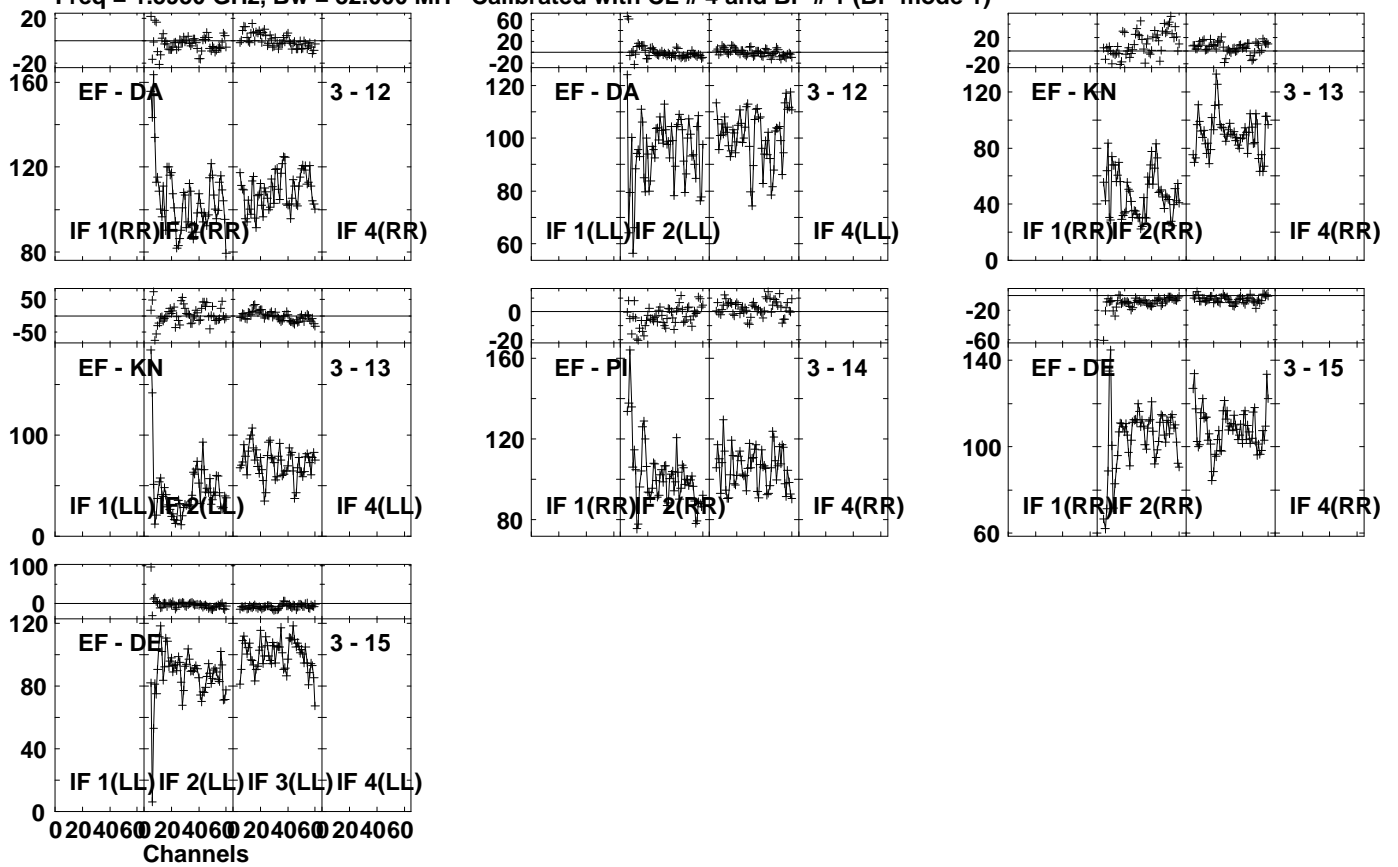 Bw = 32.000 Calibrated with CL # 4 and BP # 1 (BP mode 1)
20
-20
160
120
80
EF - DA 3 - 12
IF 1(RR) IF 2(RR) IF 4(RR)
60
20
-20
120
100
80
60
EF - DA 3 - 12
IF 1(LL) IF 2(LL) IF 4(LL)
20
-20
120
80
40
0
EF - KN 3 - 13
IF 1(RR) IF 2(RR) IF 4(RR)
50
-50
100
0
EF - KN 3 - 13
IF 1(LL) IF 2(LL) IF 4(LL)
0
-20
160
120
80
EF - PI 3 - 14
IF 1(RR) IF 2(RR) IF 4(RR)
-20
-60
140
100
60
EF - DE 3 - 15
IF 1(RR) IF 2(RR) IF 4(RR)
100
0
120
80
40
0
EF - DE 3 - 15
IF 1(LL) IF 2(LL) IF 3(LL) IF 4(LL)
0 20 40 60 0 20 40 60 0 20 40 60 0 20 40 60
Channels